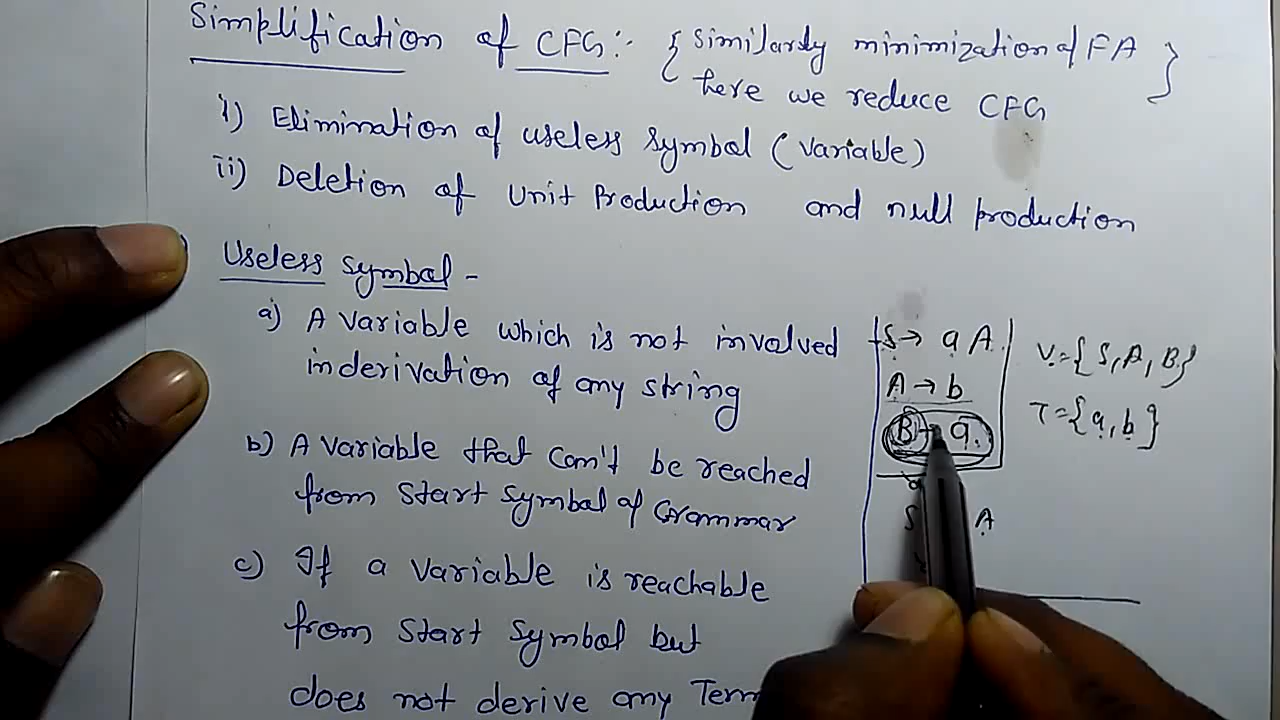 Simplification of CFG:- { Similarly minimization of FA
here we reduce CFG }
i) Elimination of useless symbol (variable)
ii) Deletion of Unit Production and null production
Useless symbol -
a) A variable which is not involved
in derivation of any string
b) A variable that can't be reached
from start symbol of Grammar
c) If a variable is reachable
from start symbol but
does not derive any Term
S → a A
A → b
B → a.
V = {S, A, B}
T = {a, b}
S
A